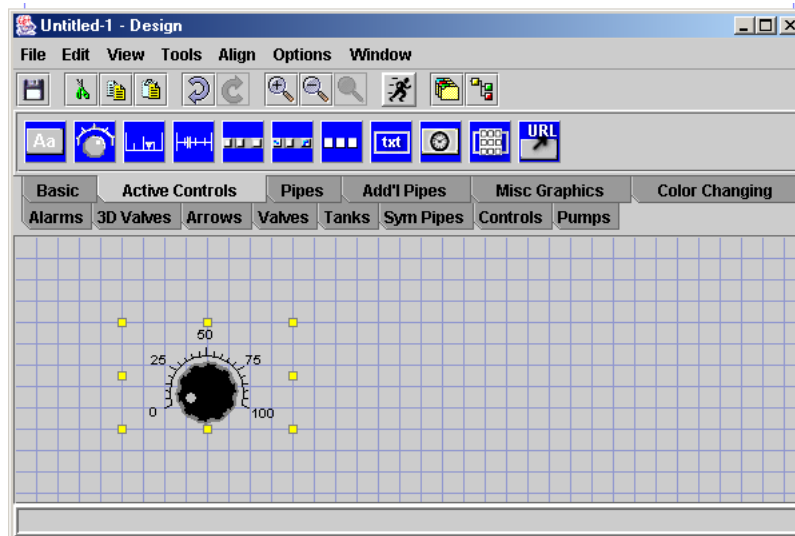 Untitled-1 - Design
File Edit View Tools Align Options Window
Aa txt URL
Basic Active Controls Pipes Add'l Pipes Misc Graphics Color Changing
Alarms 3D Valves Arrows Valves Tanks Sym Pipes Controls Pumps
50
25 75
0 100